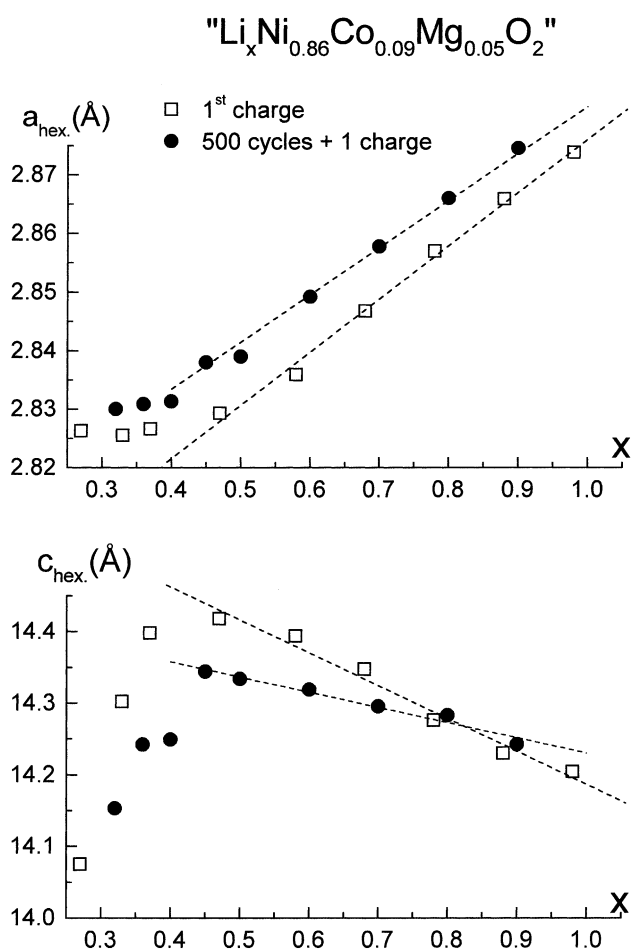 "LiₓNi₀.₈₆Co₀.₀₉Mg₀.₀₅O₂"
a hex. (Å)
1st charge
500 cycles + 1 charge
2.87
2.86
2.85
2.84
2.83
2.82
X
0.3 0.4 0.5 0.6 0.7 0.8 0.9 1.0
c hex. (Å)
14.4
14.3
14.2
14.1
14.0
X
0.3 0.4 0.5 0.6 0.7 0.8 0.9 1.0